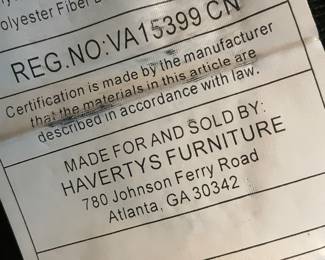 olyester Fiber
REG.NO:VA15399 CN
Certification is made by the manufacturer
that the materials in this article are
described in accordance with law.
MADE FOR AND SOLD BY:
HAVERTYS FURNITURE
780 Johnson Ferry Road
Atlanta, GA 30342